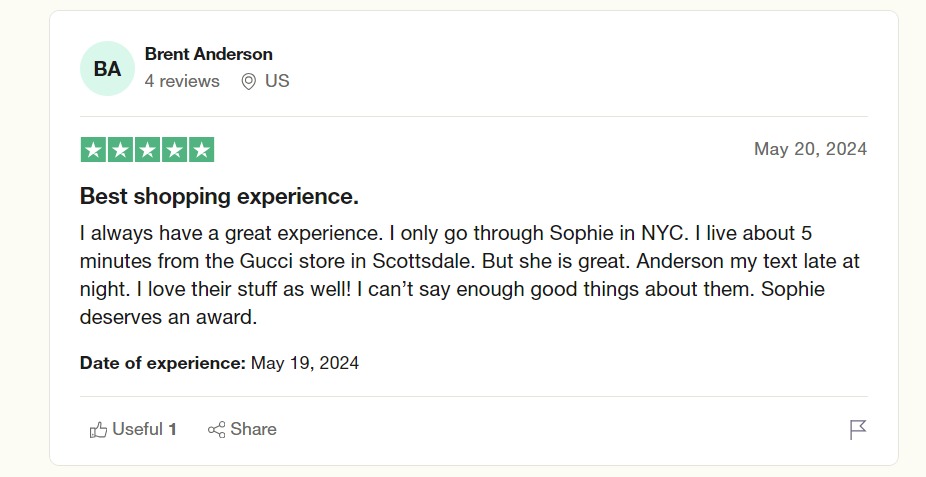 BA
Brent Anderson
4 reviews US
May 20, 2024
Best shopping experience.
I always have a great experience. I only go through Sophie in NYC. I live about 5
minutes from the Gucci store in Scottsdale. But she is great. Anderson my text late at
night. I love their stuff as well! I can’t say enough good things about them. Sophie
deserves an award.
Date of experience: May 19, 2024
Useful 1 Share